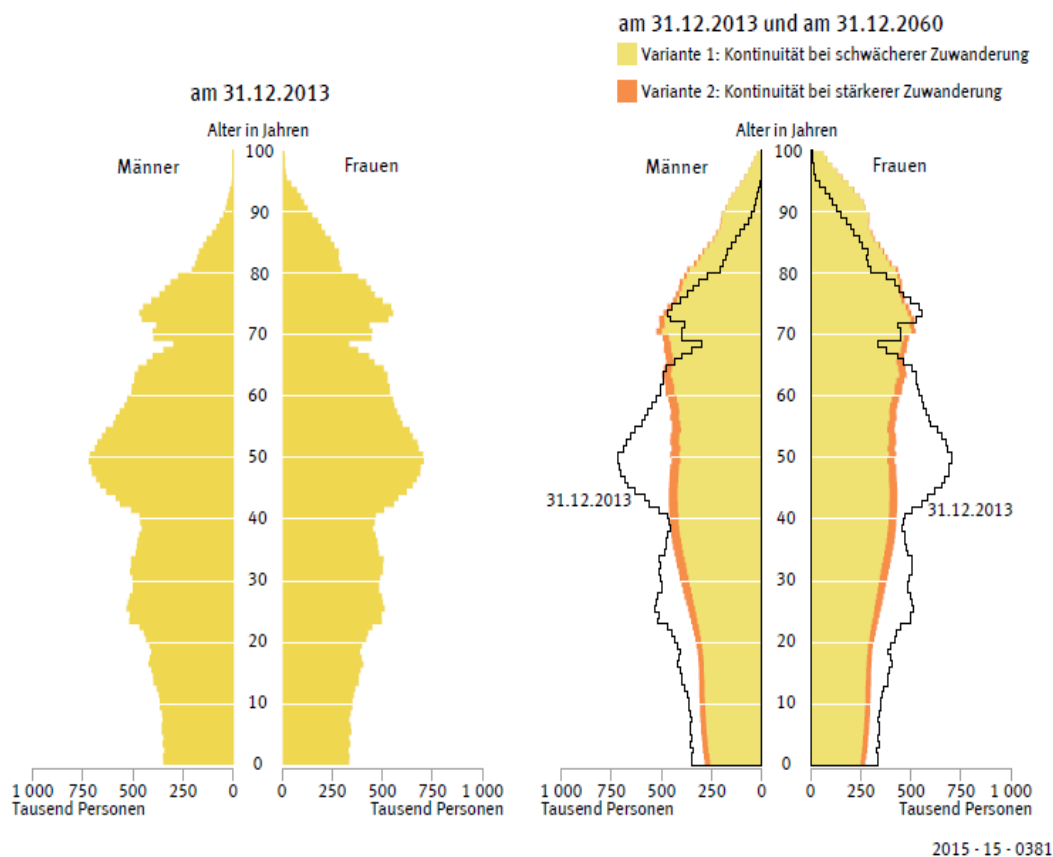 am 31.12.2013
Alter in Jahren
Männer
Frauen
100
90
80
70
60
50
40
30
20
10
0
1 000 750 500 250 0
Tausend Personen
0 250 500 750 1 000
Tausend Personen
am 31.12.2013 und am 31.12.2060
Variante 1: Kontinuität bei schwächerer Zuwanderung
Variante 2: Kontinuität bei stärkerer Zuwanderung
Alter in Jahren
Männer
Frauen
100
90
80
70
60
50
40
30
20
10
0
31.12.2013
31.12.2013
1 000 750 500 250 0
Tausend Personen
0 250 500 750 1 000
Tausend Personen
2015 - 15 - 0381